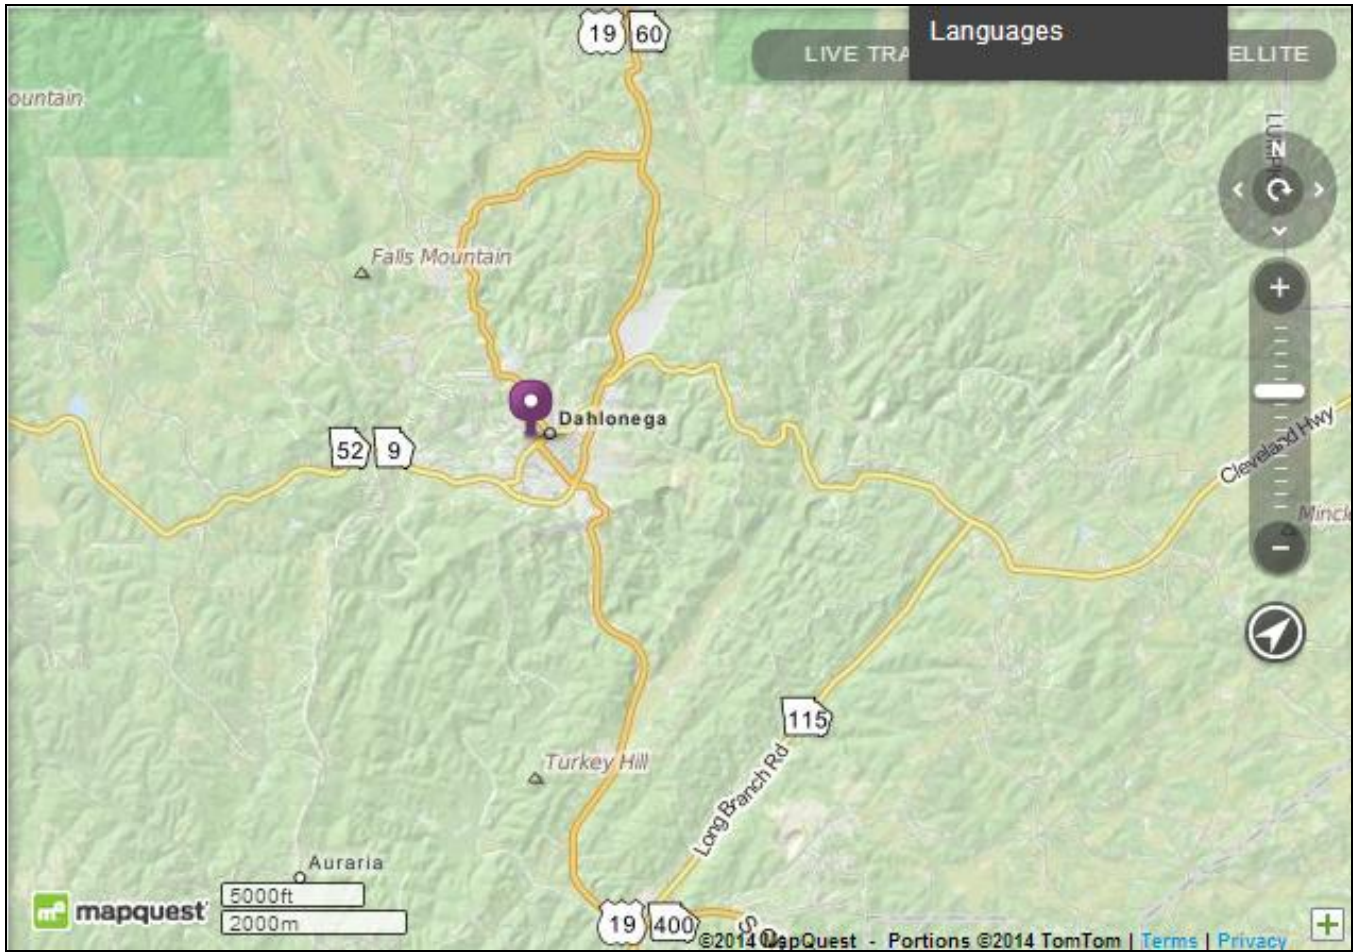 19 60
Languages
LIVE TRA
ELLITE
ountain
N
Falls Mountain
Dahlonega
52 9
Cleveland Hwy
115
Long Branch Rd
Turkey Hill
Auraria
5000ft
mapquest
2000m
19 400
©2014 MapQuest - Portions ©2014 TomTom | Terms | Privacy